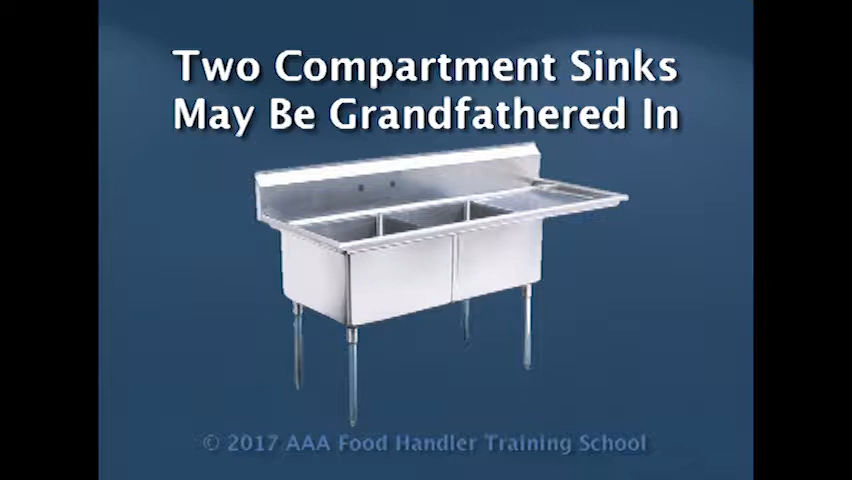 Two Compartment Sinks
May Be Grandfathered In
© 2017 AAA Food Handler Training School